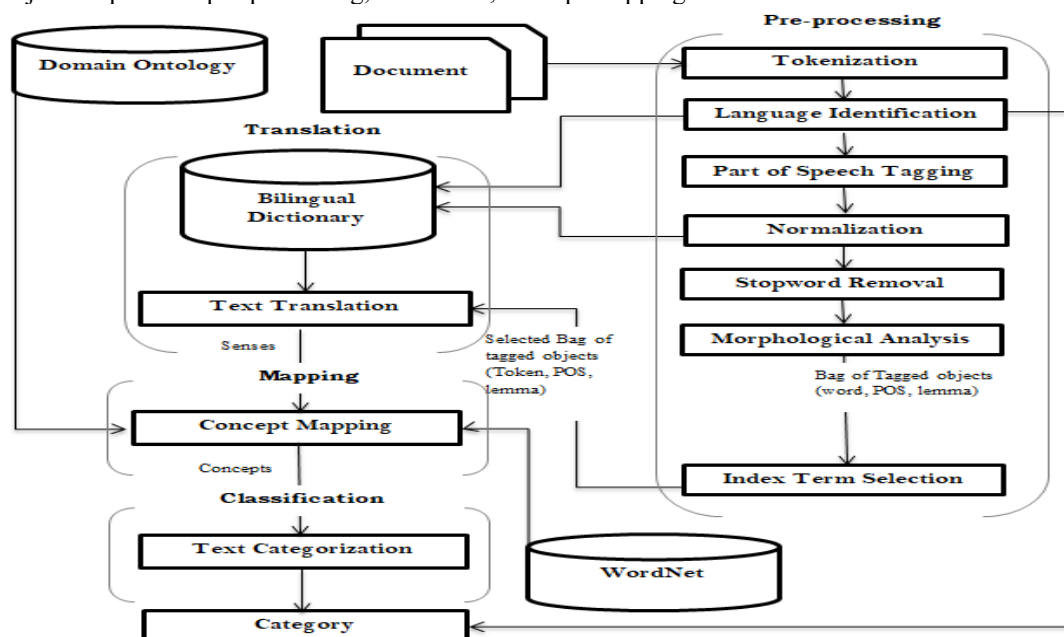 Pre-processing
Domain Ontology
Document
Tokenization
Language Identification
Translation
Bilingual
Dictionary
Part of Speech Tagging
Normalization
Stopword Removal
Text Translation
Morphological Analysis
Senses
Selected Bag of
tagged objects
(Token, POS,
lemma)
Bag of Tagged objects
(word, POS, lemma)
Mapping
Concept Mapping
Concepts
Index Term Selection
Classification
Text Categorization
WordNet
Category